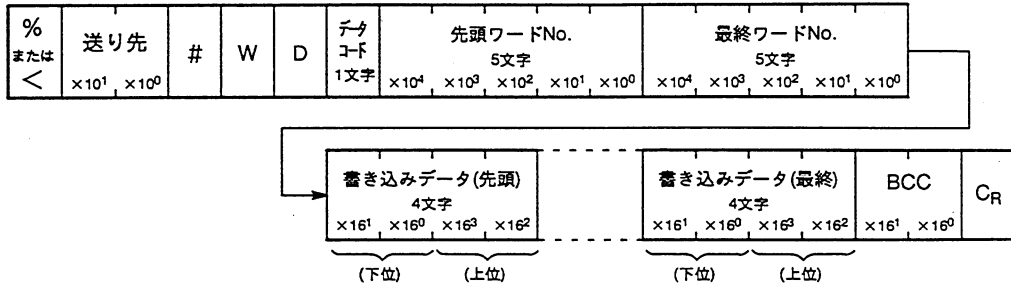 % または <
送り先
×10¹ ×10⁰
#
W
D
データ
コード
1文字
先頭ワードNo.
5文字
×10⁴ ×10³ ×10² ×10¹ ×10⁰
最終ワードNo.
5文字
×10⁴ ×10³ ×10² ×10¹ ×10⁰
書き込みデータ(先頭)
4文字
×16¹ ×16⁰ ×16³ ×16²
(下位) (上位)
書き込みデータ(最終)
4文字
×16¹ ×16⁰ ×16³ ×16²
(下位) (上位)
BCC
×16¹ ×16⁰
CR